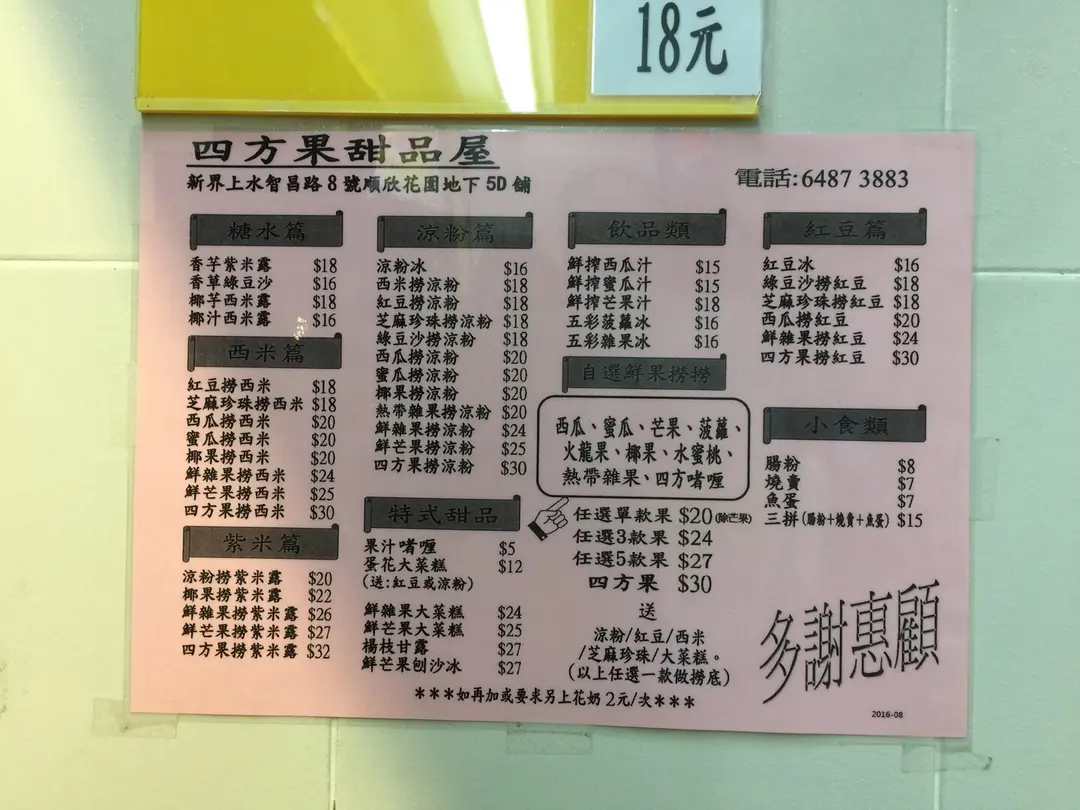 18元
四方果甜品屋
新界上水智昌路8號順欣花園地下5D舖
電話:6487 3883
糖水篇
香芋紫米露 $18
香草綠豆沙 $16
椰芋西米露 $18
椰汁西米露 $16
西米篇
紅豆撈西米 $18
芝麻珍珠撈西米 $18
西瓜撈西米 $20
蜜瓜撈西米 $20
椰果撈西米 $20
鮮雜果撈西米 $24
鮮芒果撈西米 $25
四方果撈西米 $30
紫米篇
涼粉撈紫米露 $20
椰果撈紫米露 $22
鮮雜果撈紫米露 $26
鮮芒果撈紫米露 $27
四方果撈紫米露 $32
涼粉篇
涼粉冰 $16
西米撈涼粉 $18
紅豆撈涼粉 $18
芝麻珍珠撈涼粉 $18
綠豆沙撈涼粉 $18
西瓜撈涼粉 $20
蜜瓜撈涼粉 $20
椰果撈涼粉 $20
熱帶雜果撈涼粉 $20
鮮雜果撈涼粉 $24
鮮芒果撈涼粉 $25
四方果撈涼粉 $30
特式甜品
果汁啫喱 $5
蛋花大菜糕 $12
(送:紅豆或涼粉)
鮮雜果大菜糕 $24
鮮芒果大菜糕 $25
楊枝甘露 $27
鮮芒果刨沙冰 $27
飲品類
鮮搾西瓜汁 $15
鮮搾蜜瓜汁 $15
鮮搾芒果汁 $18
五彩菠蘿冰 $16
五彩雜果冰 $16
自選鮮果撈撈
西瓜、蜜瓜、芒果、菠蘿、
火龍果、椰果、水蜜桃、
熱帶雜果、四方啫喱
任選單款果 $20(除芒果)
任選3款果 $24
任選5款果 $27
四方果 $30
送
涼粉/紅豆/西米
/芝麻珍珠/大菜糕。
(以上任選一款做撈底)
紅豆篇
紅豆冰 $16
綠豆沙撈紅豆 $18
芝麻珍珠撈紅豆 $18
西瓜撈紅豆 $20
鮮雜果撈紅豆 $24
四方果撈紅豆 $30
小食類
腸粉 $8
燒賣 $7
魚蛋 $7
三拼(腸粉+燒賣+魚蛋) $15
多謝惠顧
***如再加或要求另上花奶2元/次***
2016-08